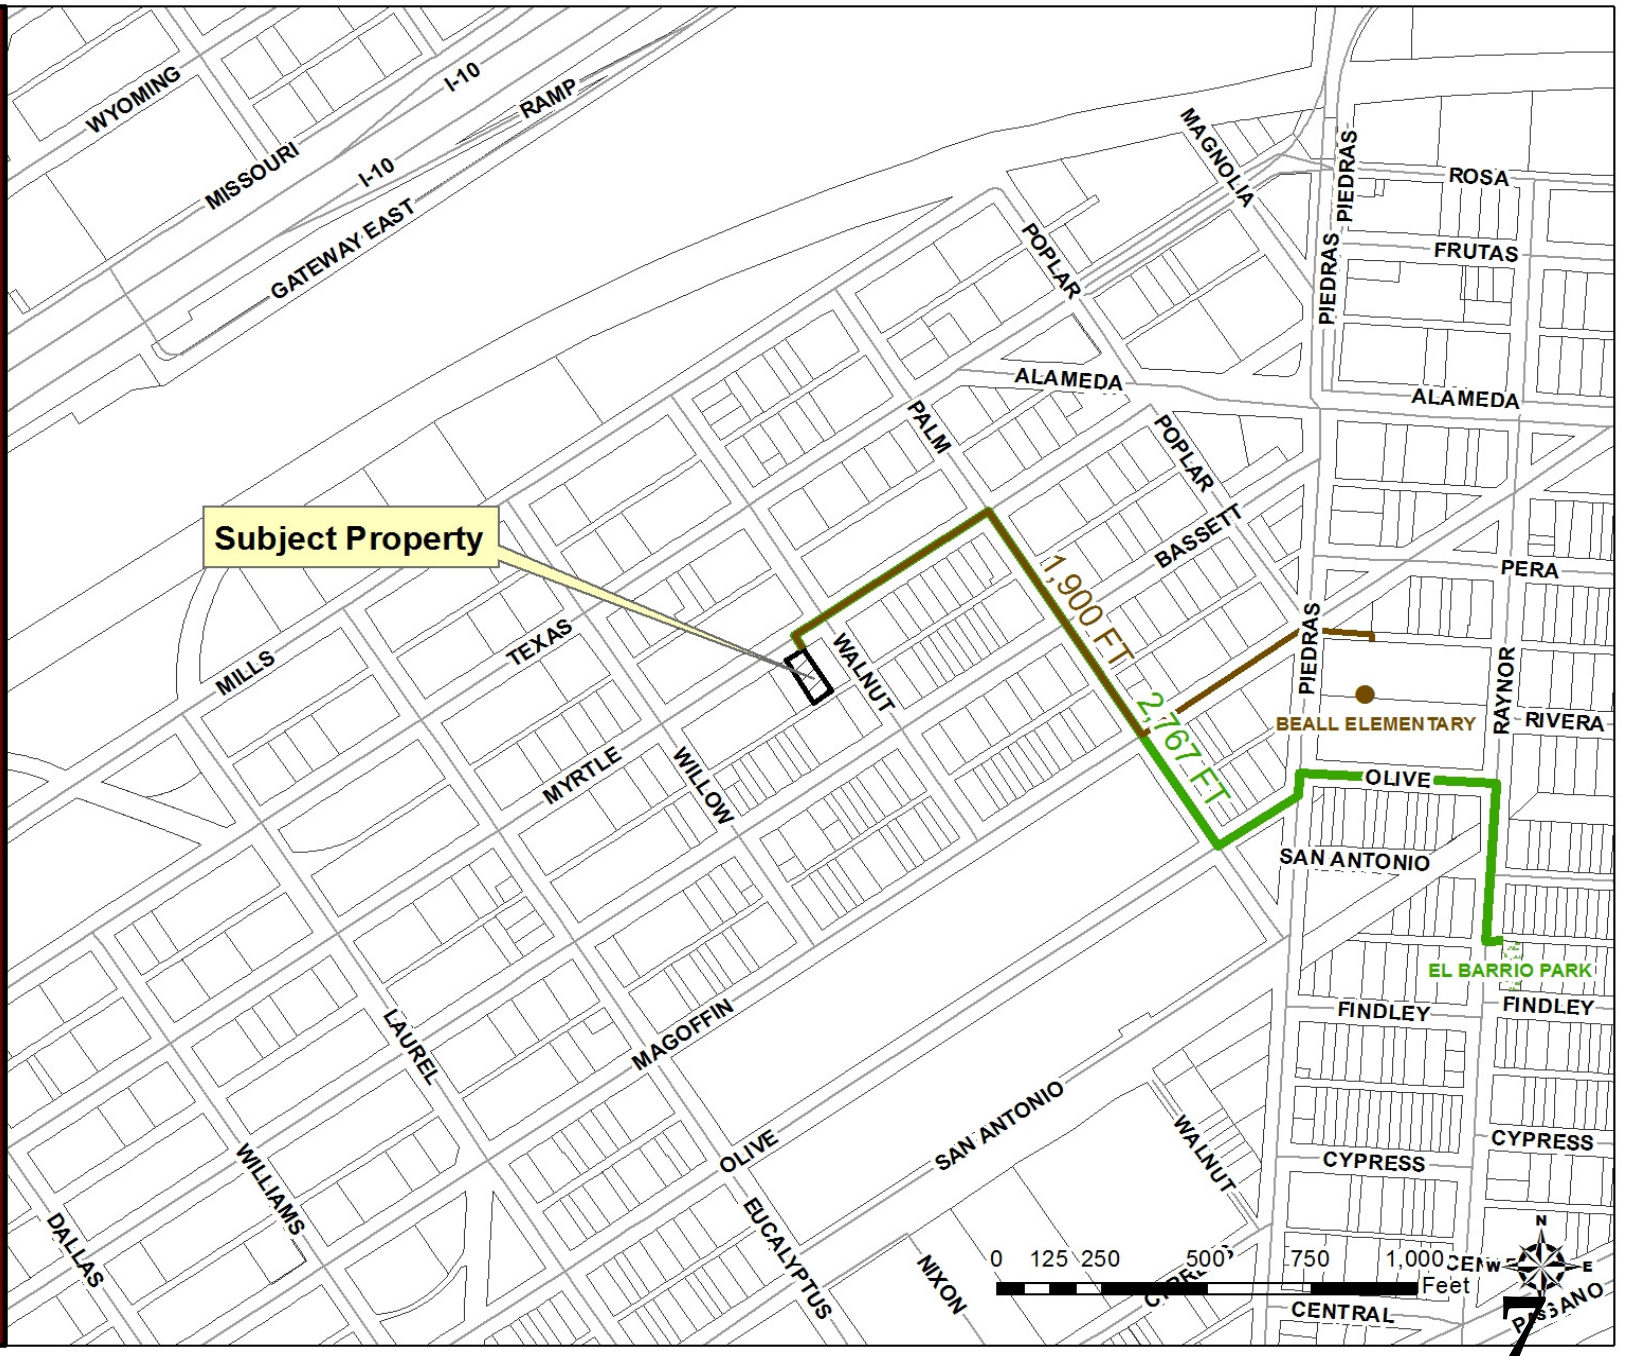 WYOMING
I-10
RAMP
MISSOURI
I-10
GATEWAY EAST
MAGNOLIA
PIEDRAS
ROSA
POPLAR
PIEDRAS
FRUTAS
ALAMEDA
ALAMEDA
PALM
POPLAR
Subject Property
BASSETT
1,900 FT
PERA
TEXAS
MILLS
WALNUT
PIEDRAS
RAYNOR
2,767 FT
BEALL ELEMENTARY
RIVERA
MYRTLE
WILLOW
OLIVE
SAN ANTONIO
EL BARRIO PARK
LAUREL
MAGOFFIN
FINDLEY
FINDLEY
SAN ANTONIO
WALNUT
OLIVE
WILLIAMS
CYPRESS
CYPRESS
DALLAS
EUCALYPTUS
NIXON
N
0 125 250 500 750 1,000
Feet
W E
S
CENTRAL
7